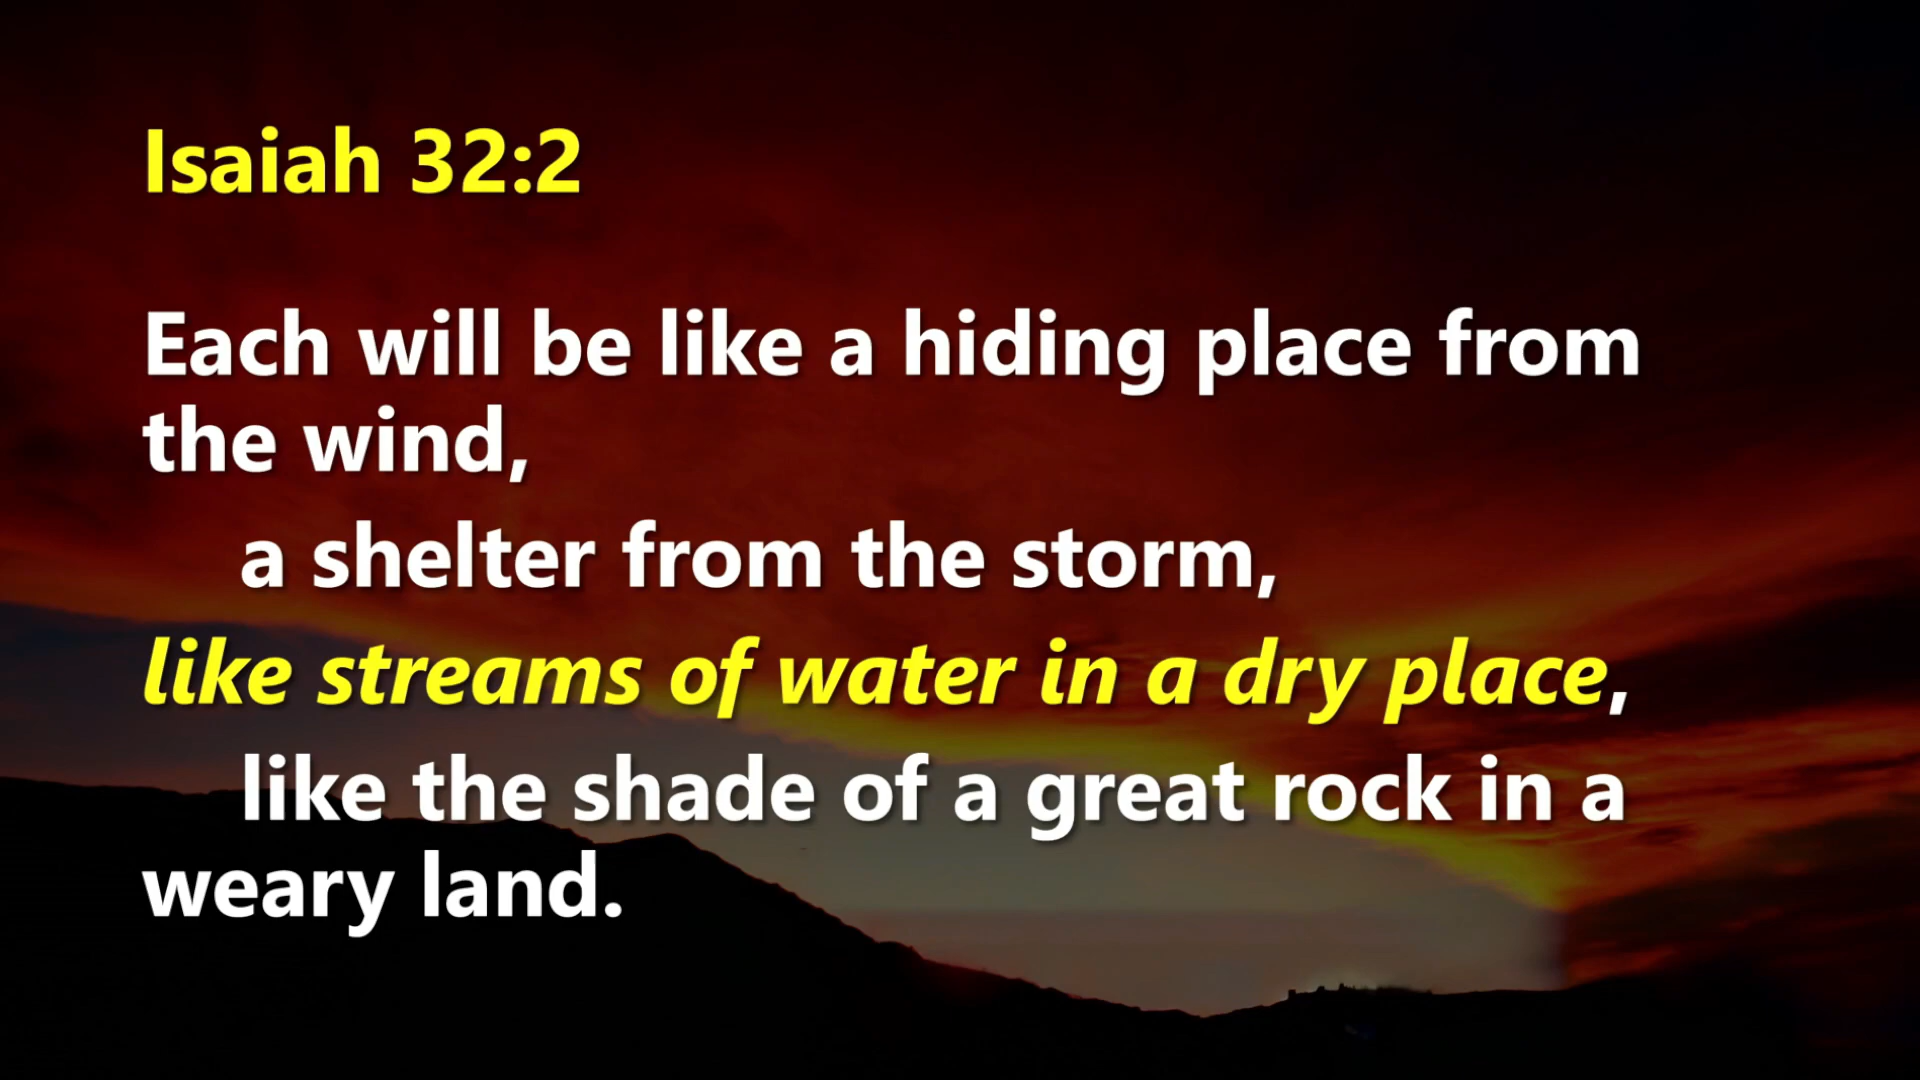 Isaiah 32:2
Each will be like a hiding place from
the wind,
a shelter from the storm,
like streams of water in a dry place,
like the shade of a great rock in a
weary land.